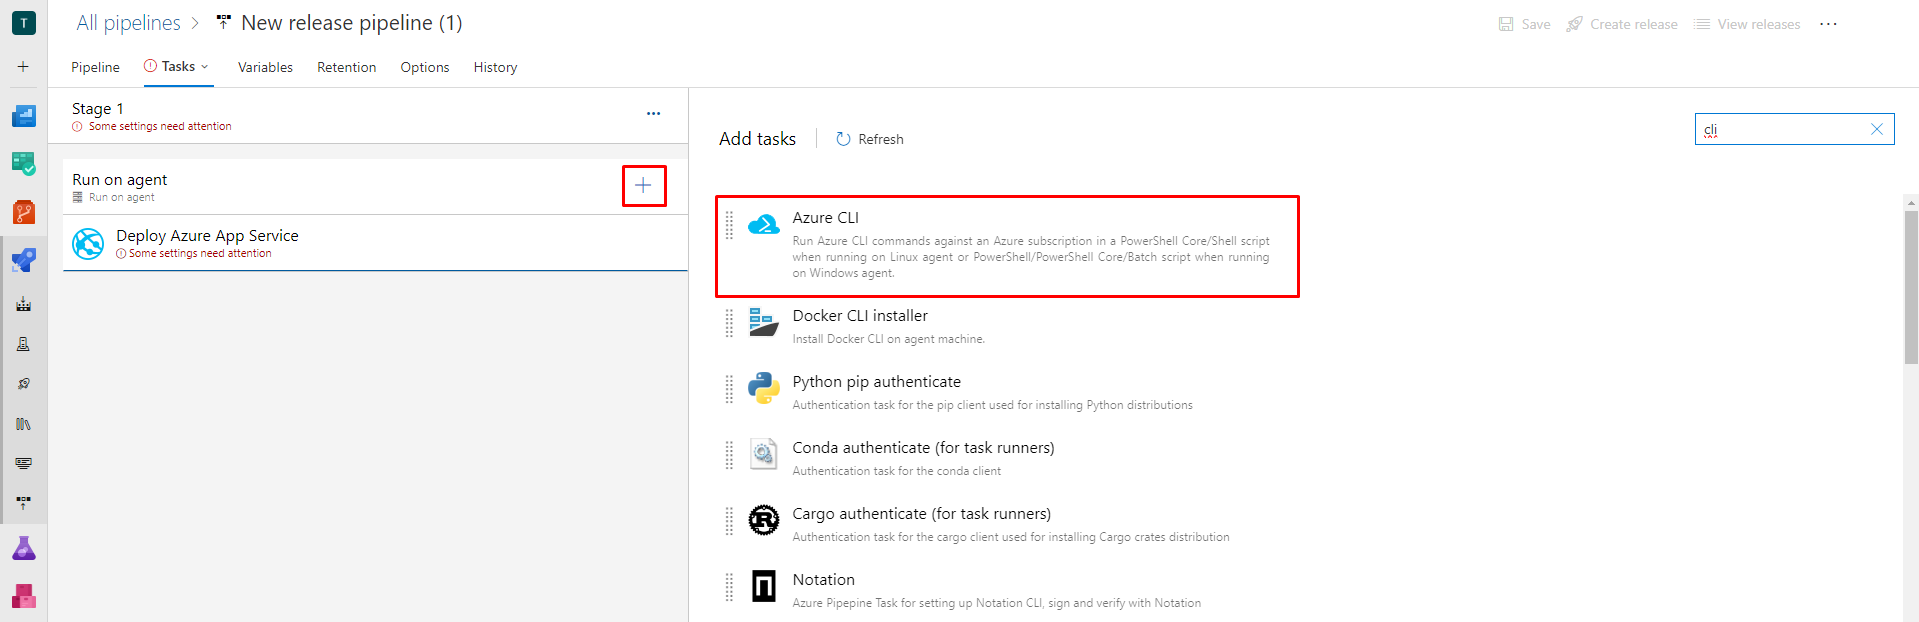 T
All pipelines > New release pipeline (1)
Save Create release View releases ...
Pipeline Tasks Variables Retention Options History
Stage 1
Some settings need attention
...
Run on agent
Run on agent
Deploy Azure App Service
Some settings need attention
Add tasks Refresh
cli
Azure CLI
Run Azure CLI commands against an Azure subscription in a PowerShell Core/Shell script
when running on Linux agent or PowerShell/PowerShell Core/Batch script when running
on Windows agent.
Docker CLI installer
Install Docker CLI on agent machine.
Python pip authenticate
Authentication task for the pip client used for installing Python distributions
Conda authenticate (for task runners)
Authentication task for the conda client
Cargo authenticate (for task runners)
Authentication task for the cargo client used for installing Cargo crates distribution
Notation
Azure Pipepine Task for setting up Notation CLI, sign and verify with Notation